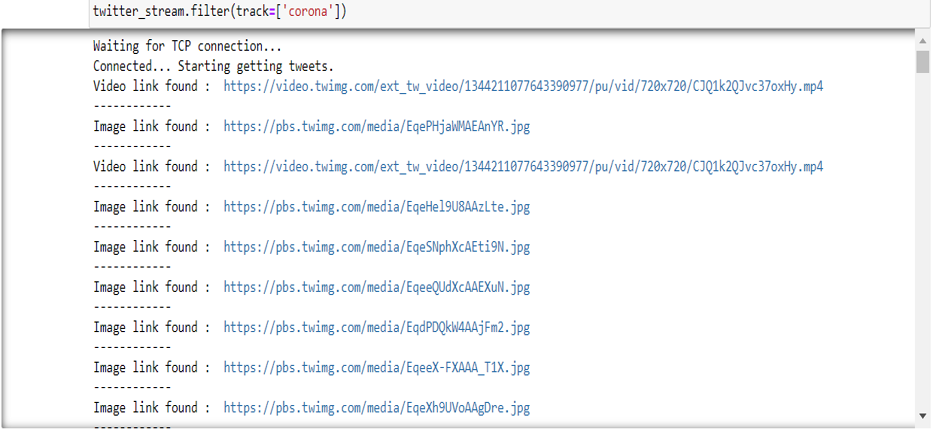 twitter_stream.filter(track=['corona'])
Waiting for TCP connection...
Connected... Starting getting tweets.
Video link found :  https://video.twimg.com/ext_tw_video/1344211077643390977/pu/vid/720x720/CJQ1k2QJvc37oxHy.mp4
------------
Image link found :  https://pbs.twimg.com/media/EqePHjaWMAEAnYR.jpg
------------
Video link found :  https://video.twimg.com/ext_tw_video/1344211077643390977/pu/vid/720x720/CJQ1k2QJvc37oxHy.mp4
------------
Image link found :  https://pbs.twimg.com/media/EqeHel9U8AAzLte.jpg
------------
Image link found :  https://pbs.twimg.com/media/EqeSNphXcAEti9N.jpg
------------
Image link found :  https://pbs.twimg.com/media/EqeeQUdXcAAEXuN.jpg
------------
Image link found :  https://pbs.twimg.com/media/EqdPDQkW4AAjFm2.jpg
------------
Image link found :  https://pbs.twimg.com/media/EqeeX-FXAAA_T1X.jpg
------------
Image link found :  https://pbs.twimg.com/media/EqeXh9UVoAAgDre.jpg
------------